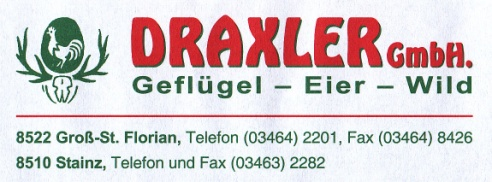 DRAXLER GmbH.
Geflügel – Eier – Wild
8522 Groß-St. Florian, Telefon (03464) 2201, Fax (03464) 8426
8510 Stainz, Telefon und Fax (03463) 2282